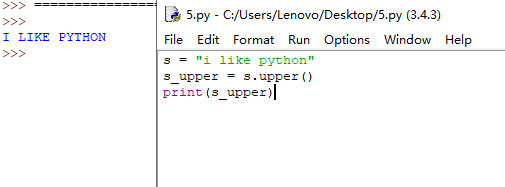 >>> ================
>>>
I LIKE PYTHON
>>>
5.py - C:/Users/Lenovo/Desktop/5.py (3.4.3)
File Edit Format Run Options Window Help
s = "i like python"
s_upper = s.upper()
print(s_upper)